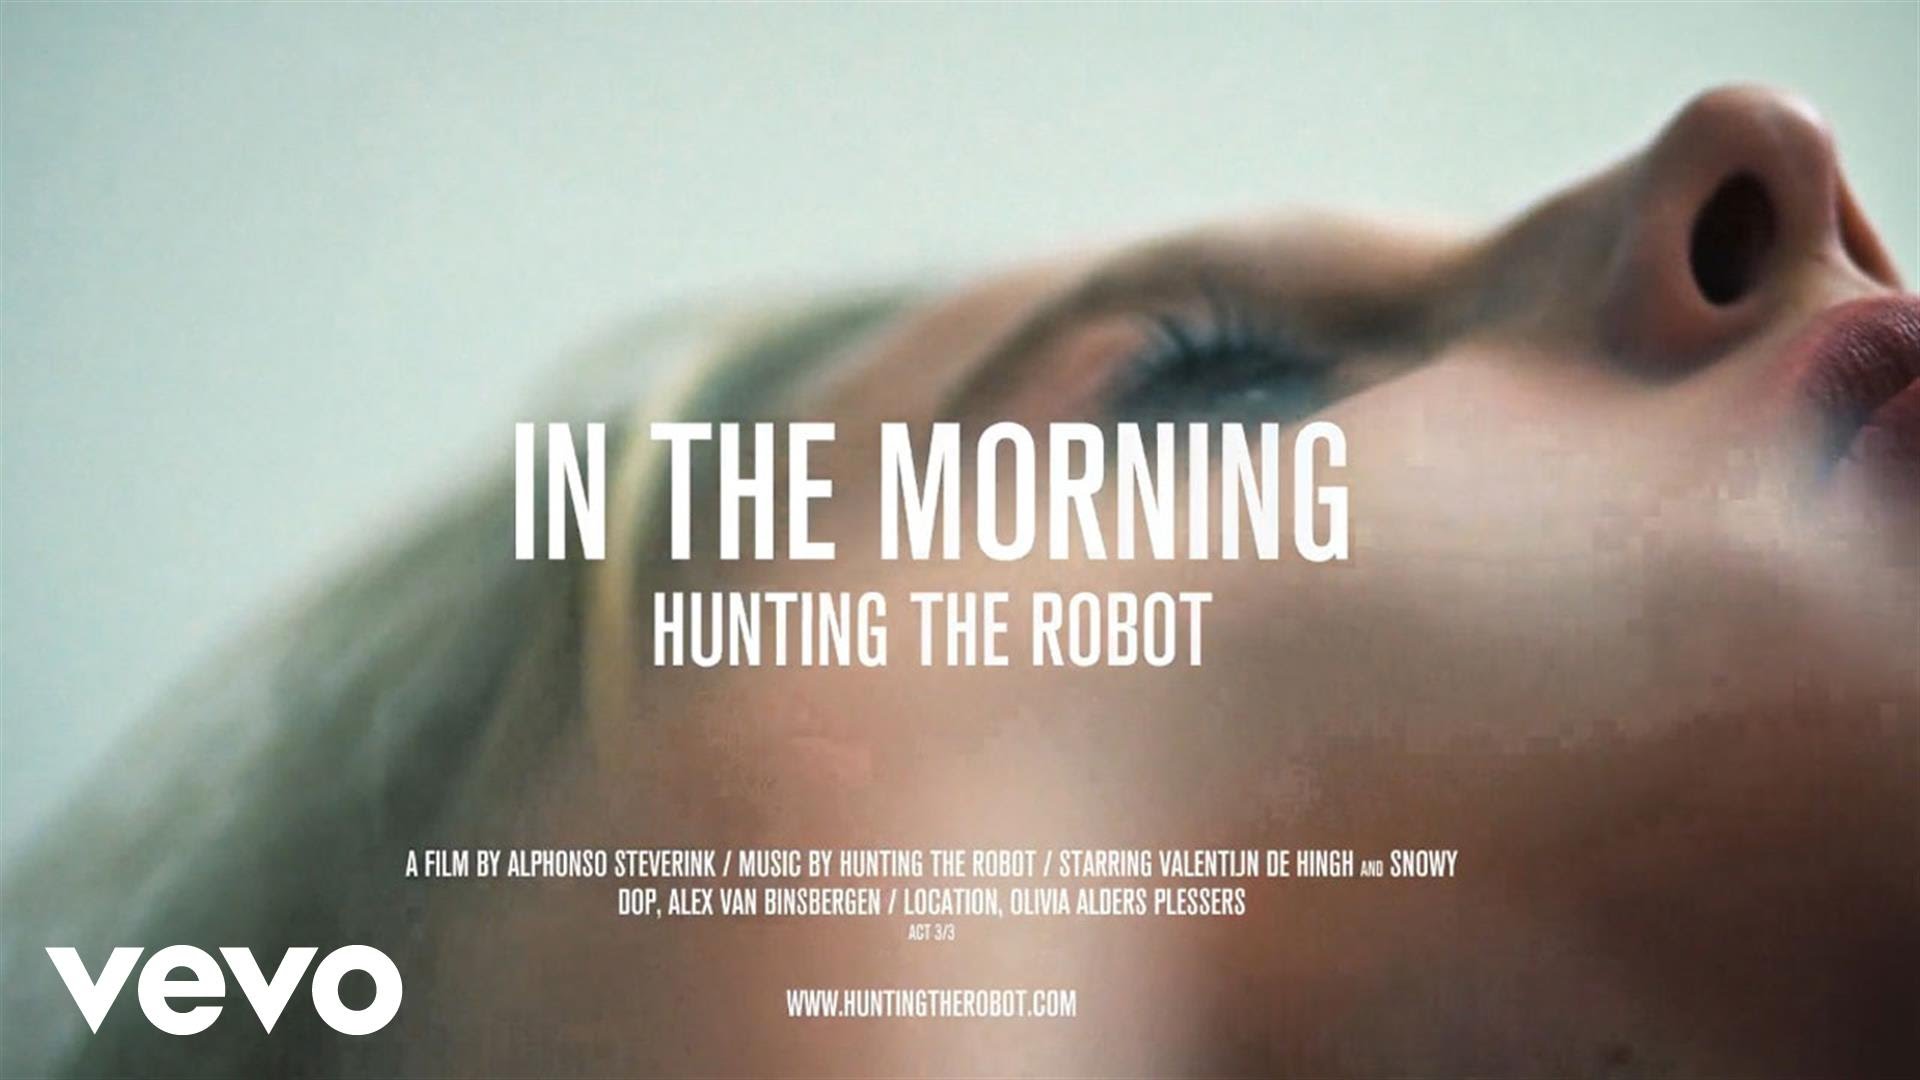 IN THE MORNING
HUNTING THE ROBOT
A FILM BY ALPHONSO STEVERINK / MUSIC BY HUNTING THE ROBOT / STARRING VALENTIJN DE HINGH AND SNOWY
DOP, ALEX VAN BINSBERGEN / LOCATION, OLIVIA ALDERS PLESSERS
ACT 3/3
vevo
WWW.HUNTINGTHEROBOT.COM